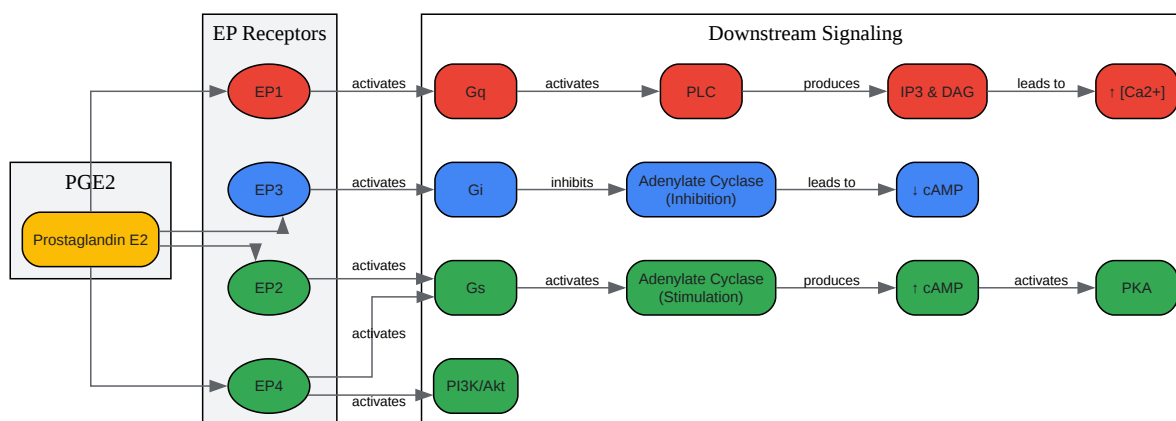 EP Receptors
Downstream Signaling
EP1
activates
Gq
activates
PLC
produces
IP3 & DAG
leads to
↑ [Ca2+]
PGE2
Prostaglandin E2
EP3
activates
Gi
inhibits
Adenylate Cyclase
(Inhibition)
leads to
↓ cAMP
EP2
activates
Gs
activates
Adenylate Cyclase
(Stimulation)
produces
↑ cAMP
activates
PKA
activates
EP4
activates
PI3K/Akt